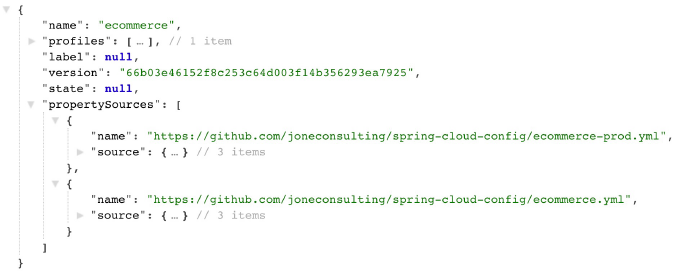 {
"name": "ecommerce",
"profiles": [ … ], // 1 item
"label": null,
"version": "66b03e46152f8c253c64d003f14b356293ea7925",
"state": null,
"propertySources": [
{
"name": "https://github.com/joneconsulting/spring-cloud-config/ecommerce-prod.yml",
"source": { … } // 3 items
},
{
"name": "https://github.com/joneconsulting/spring-cloud-config/ecommerce.yml",
"source": { … } // 3 items
}
]
}